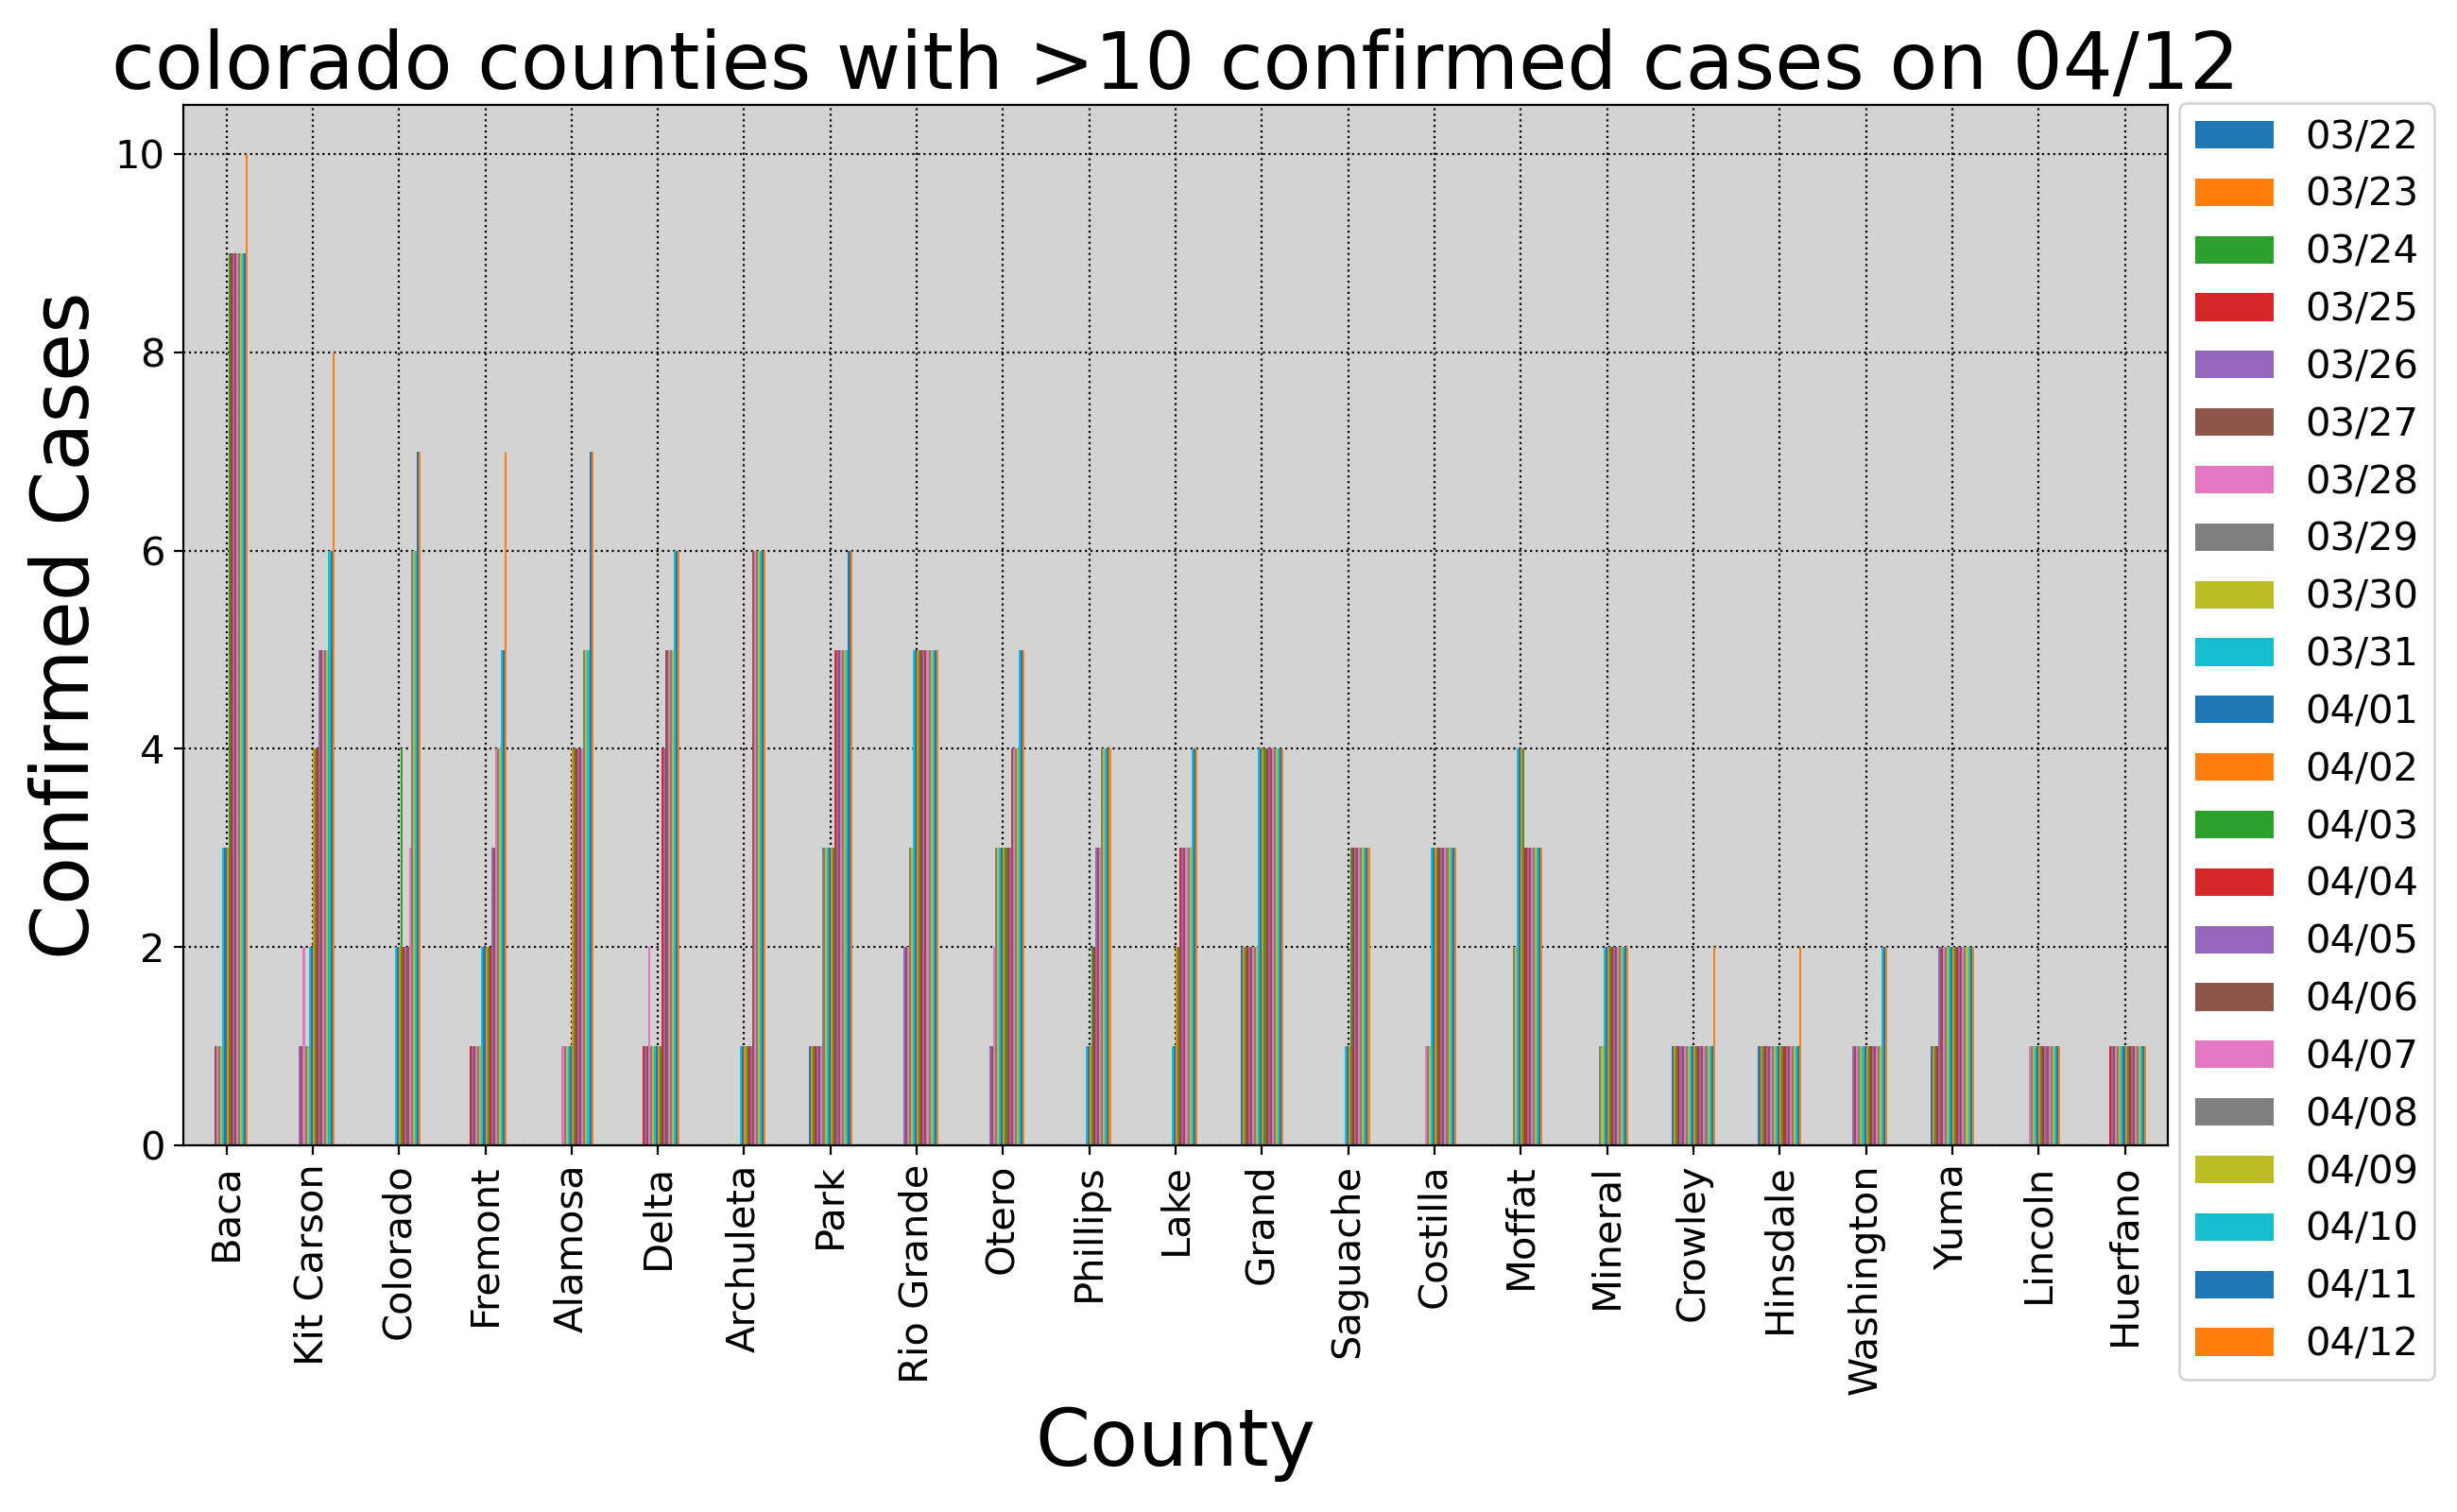 colorado counties with >10 confirmed cases on 04/12
Confirmed Cases
10
8
6
4
2
0
Baca
Kit Carson
Colorado
Fremont
Alamosa
Delta
Archuleta
Park
Rio Grande
Otero
Phillips
Lake
Grand
Saguache
Costilla
Moffat
Mineral
Crowley
Hinsdale
Washington
Yuma
Lincoln
Huerfano
County
03/22
03/23
03/24
03/25
03/26
03/27
03/28
03/29
03/30
03/31
04/01
04/02
04/03
04/04
04/05
04/06
04/07
04/08
04/09
04/10
04/11
04/12